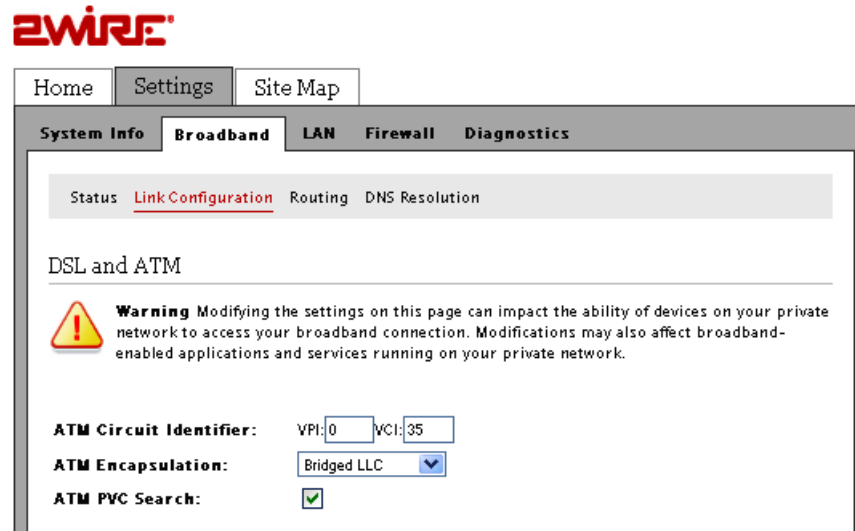 2WIRE
Home Settings Site Map
System Info Broadband LAN Firewall Diagnostics
Status Link Configuration Routing DNS Resolution
DSL and ATM
Warning Modifying the settings on this page can impact the ability of devices on your private
network to access your broadband connection. Modifications may also affect broadband-
enabled applications and services running on your private network.
ATM Circuit Identifier: VPI: 0 VCI: 35
ATM Encapsulation: Bridged LLC
ATM PVC Search: